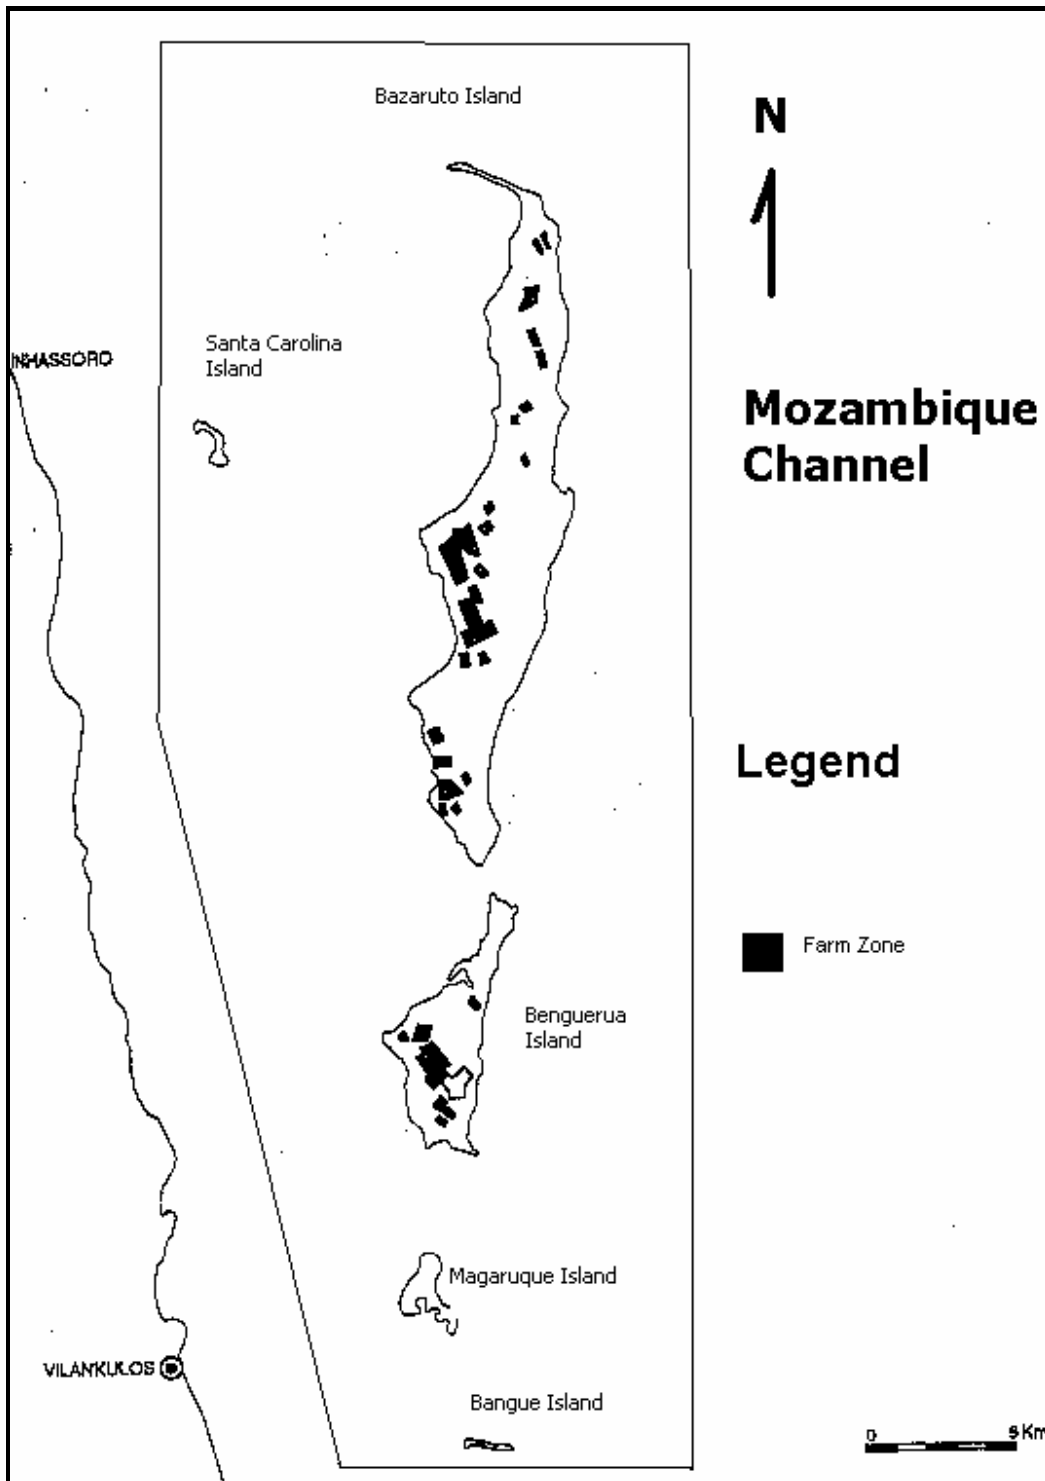 Bazaruto Island
N
Santa Carolina
Island
INHASSORO
Mozambique
Channel
Legend
Farm Zone
Benguerua
Island
Magaruque Island
VILANKULOS
Bangue Island
0
Km